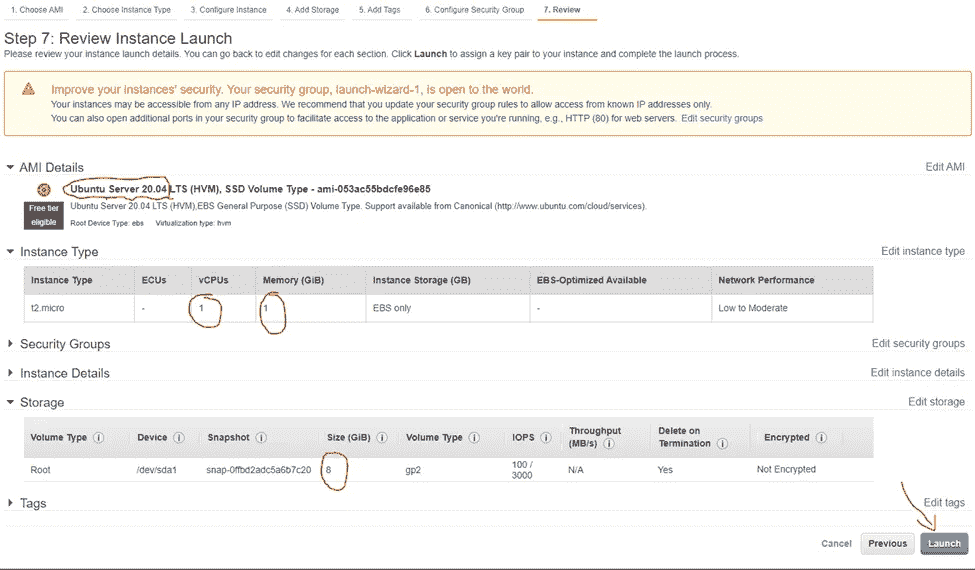 1. Choose AMI 2. Choose Instance Type 3. Configure Instance 4. Add Storage 5. Add Tags 6. Configure Security Group 7. Review
Step 7: Review Instance Launch
Please review your instance launch details. You can go back to edit changes for each section. Click Launch to assign a key pair to your instance and complete the launch process.
Improve your instances' security. Your security group, launch-wizard-1, is open to the world.
Your instances may be accessible from any IP address. We recommend that you update your security group rules to allow access from known IP addresses only.
You can also open additional ports in your security group to facilitate access to the application or service you're running, e.g., HTTP (80) for web servers. Edit security groups
AMI Details Edit AMI
Ubuntu Server 20.04 LTS (HVM), SSD Volume Type - ami-053ac55bdcfe96e85
Free tier eligible
Ubuntu Server 20.04 LTS (HVM),EBS General Purpose (SSD) Volume Type. Support available from Canonical (http://www.ubuntu.com/cloud/services).
Root Device Type: ebs Virtualization type: hvm
Instance Type Edit instance type
Instance Type ECUs vCPUs Memory (GiB) Instance Storage (GB) EBS-Optimized Available Network Performance
t2.micro - 1 1 EBS only - Low to Moderate
Security Groups Edit security groups
Instance Details Edit instance details
Storage Edit storage
Volume Type Device Snapshot Size (GiB) Volume Type IOPS Throughput (MB/s) Delete on Termination Encrypted
Root /dev/sda1 snap-0ffbd2adc5a6b7c20 8 gp2 100 / 3000 N/A Yes Not Encrypted
Tags Edit tags
Cancel Previous Launch